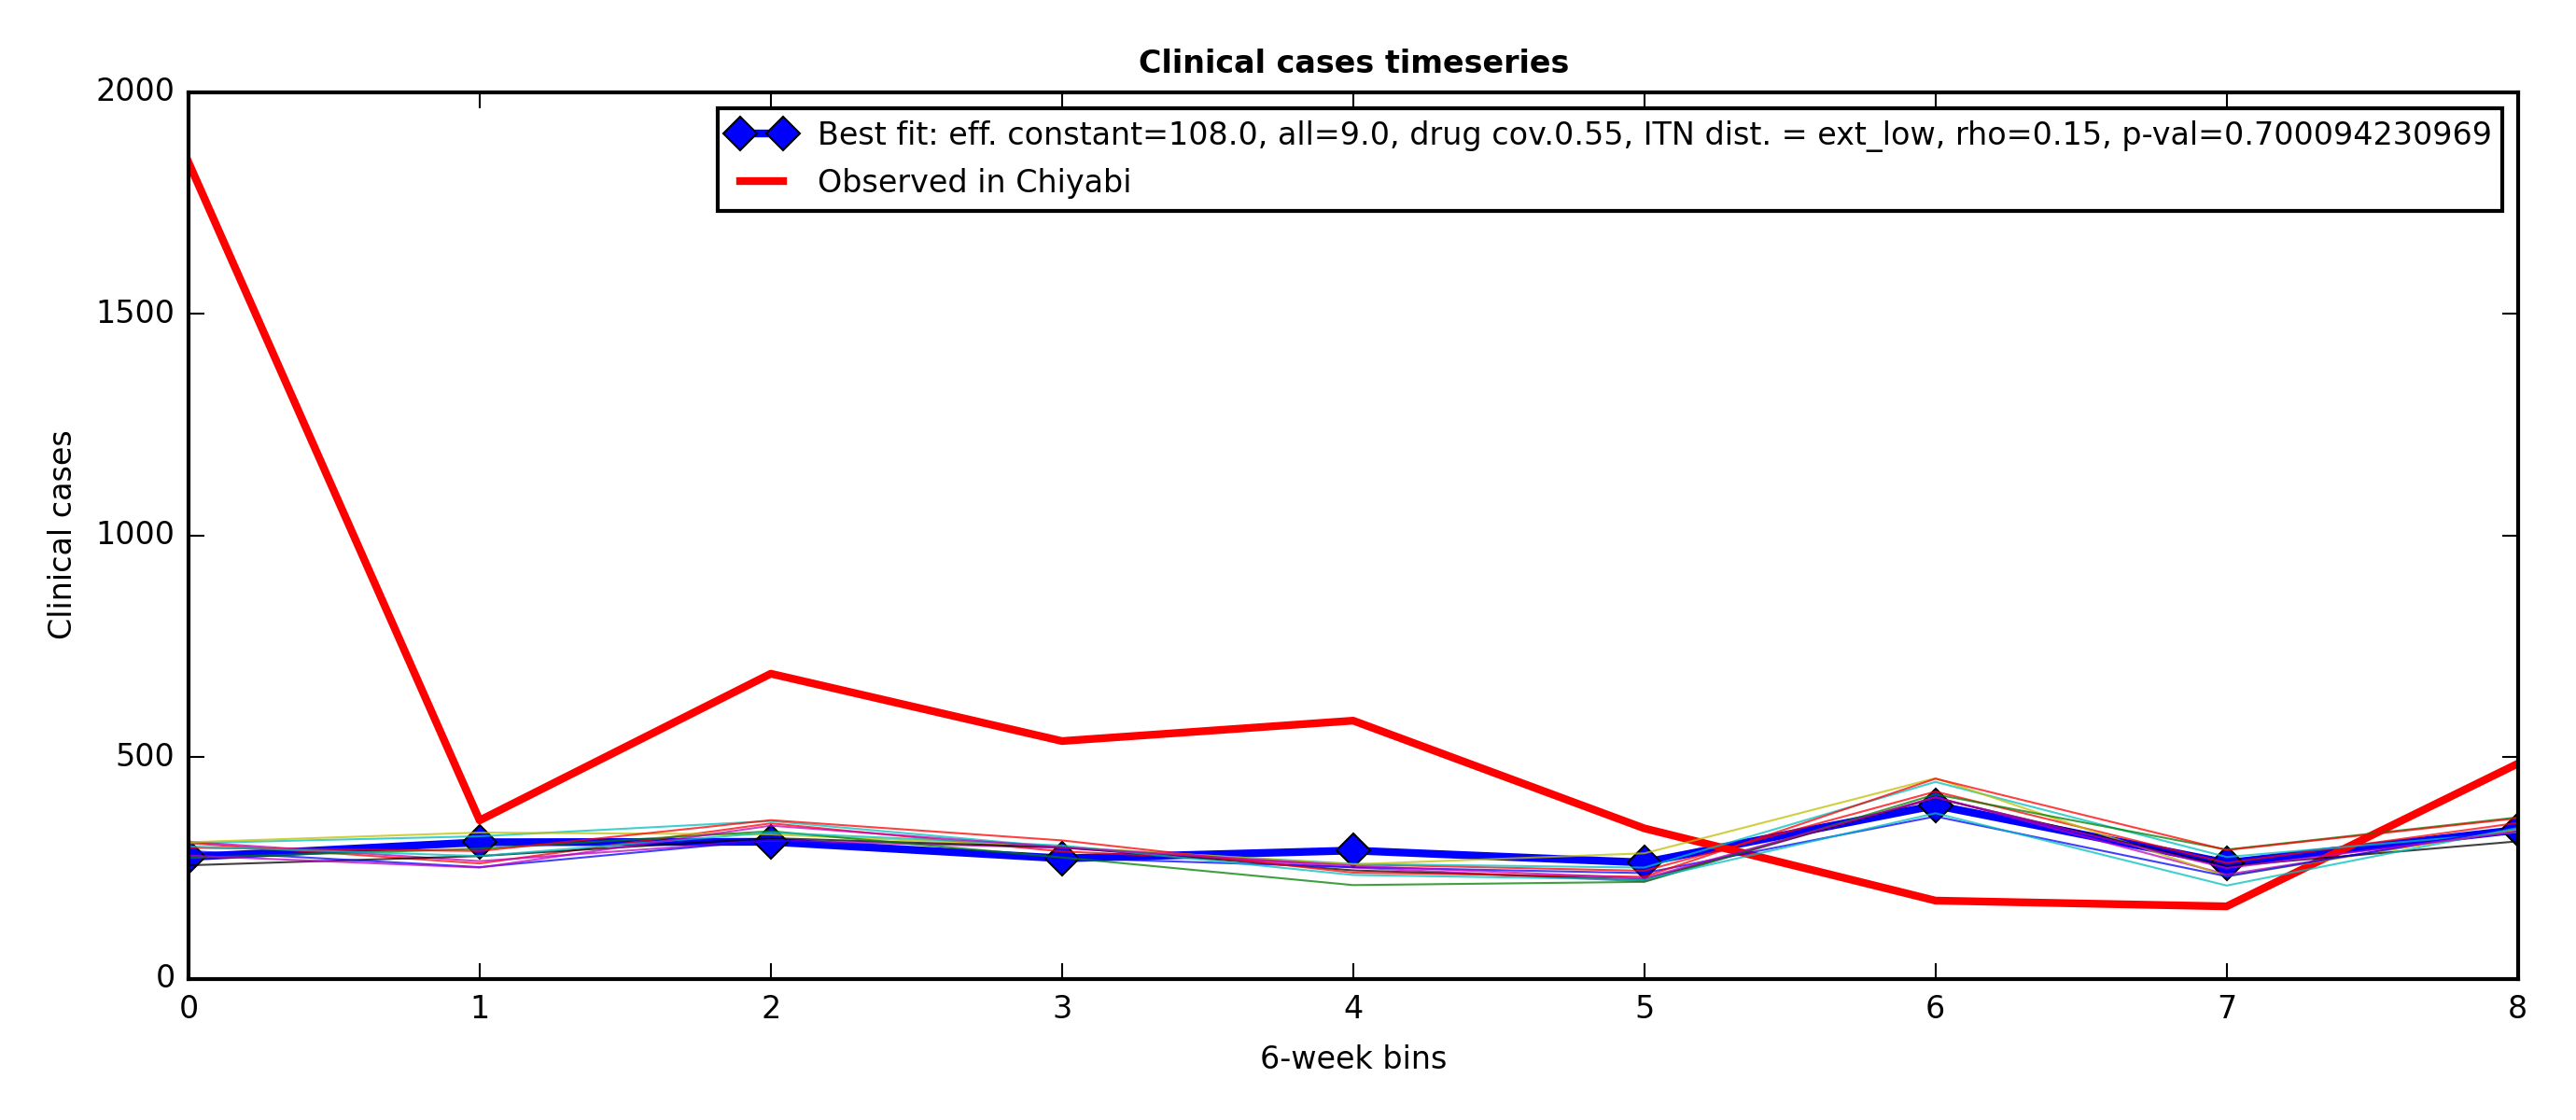 Clinical cases timeseries
2000
1500
1000
500
0
Clinical cases
Best fit: eff. constant=108.0, all=9.0, drug cov.0.55, ITN dist. = ext_low, rho=0.15, p-val=0.700094230969
Observed in Chiyabi
0 1 2 3 4 5 6 7 8
6-week bins